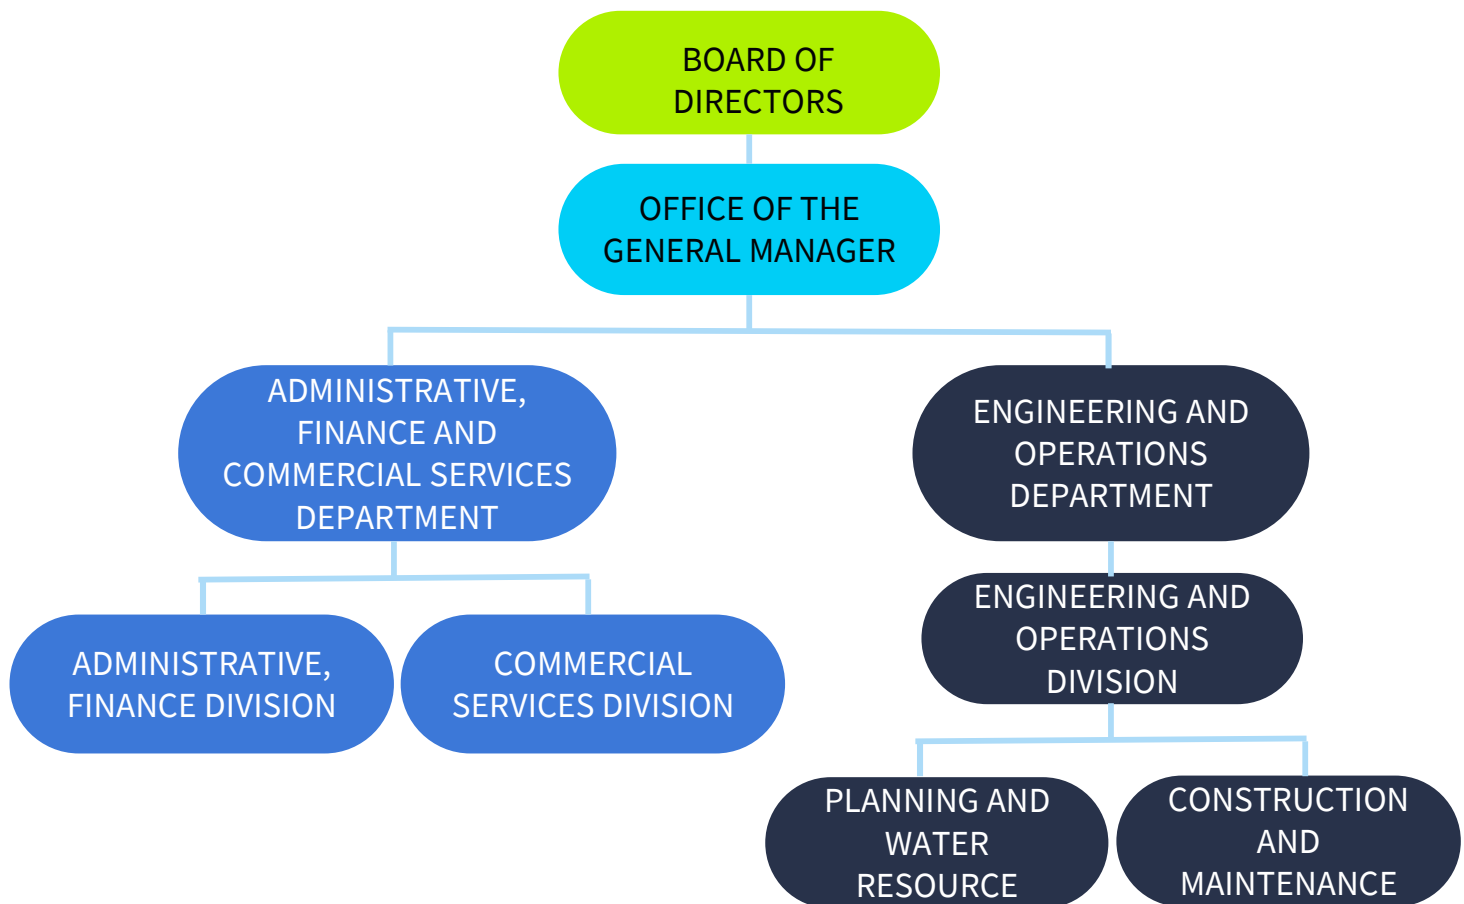 BOARD OF
DIRECTORS
OFFICE OF THE
GENERAL MANAGER
ADMINISTRATIVE,
FINANCE AND
COMMERCIAL SERVICES
DEPARTMENT
ENGINEERING AND
OPERATIONS
DEPARTMENT
ADMINISTRATIVE,
FINANCE DIVISION
COMMERCIAL
SERVICES DIVISION
ENGINEERING AND
OPERATIONS
DIVISION
PLANNING AND
WATER
RESOURCE
CONSTRUCTION
AND
MAINTENANCE